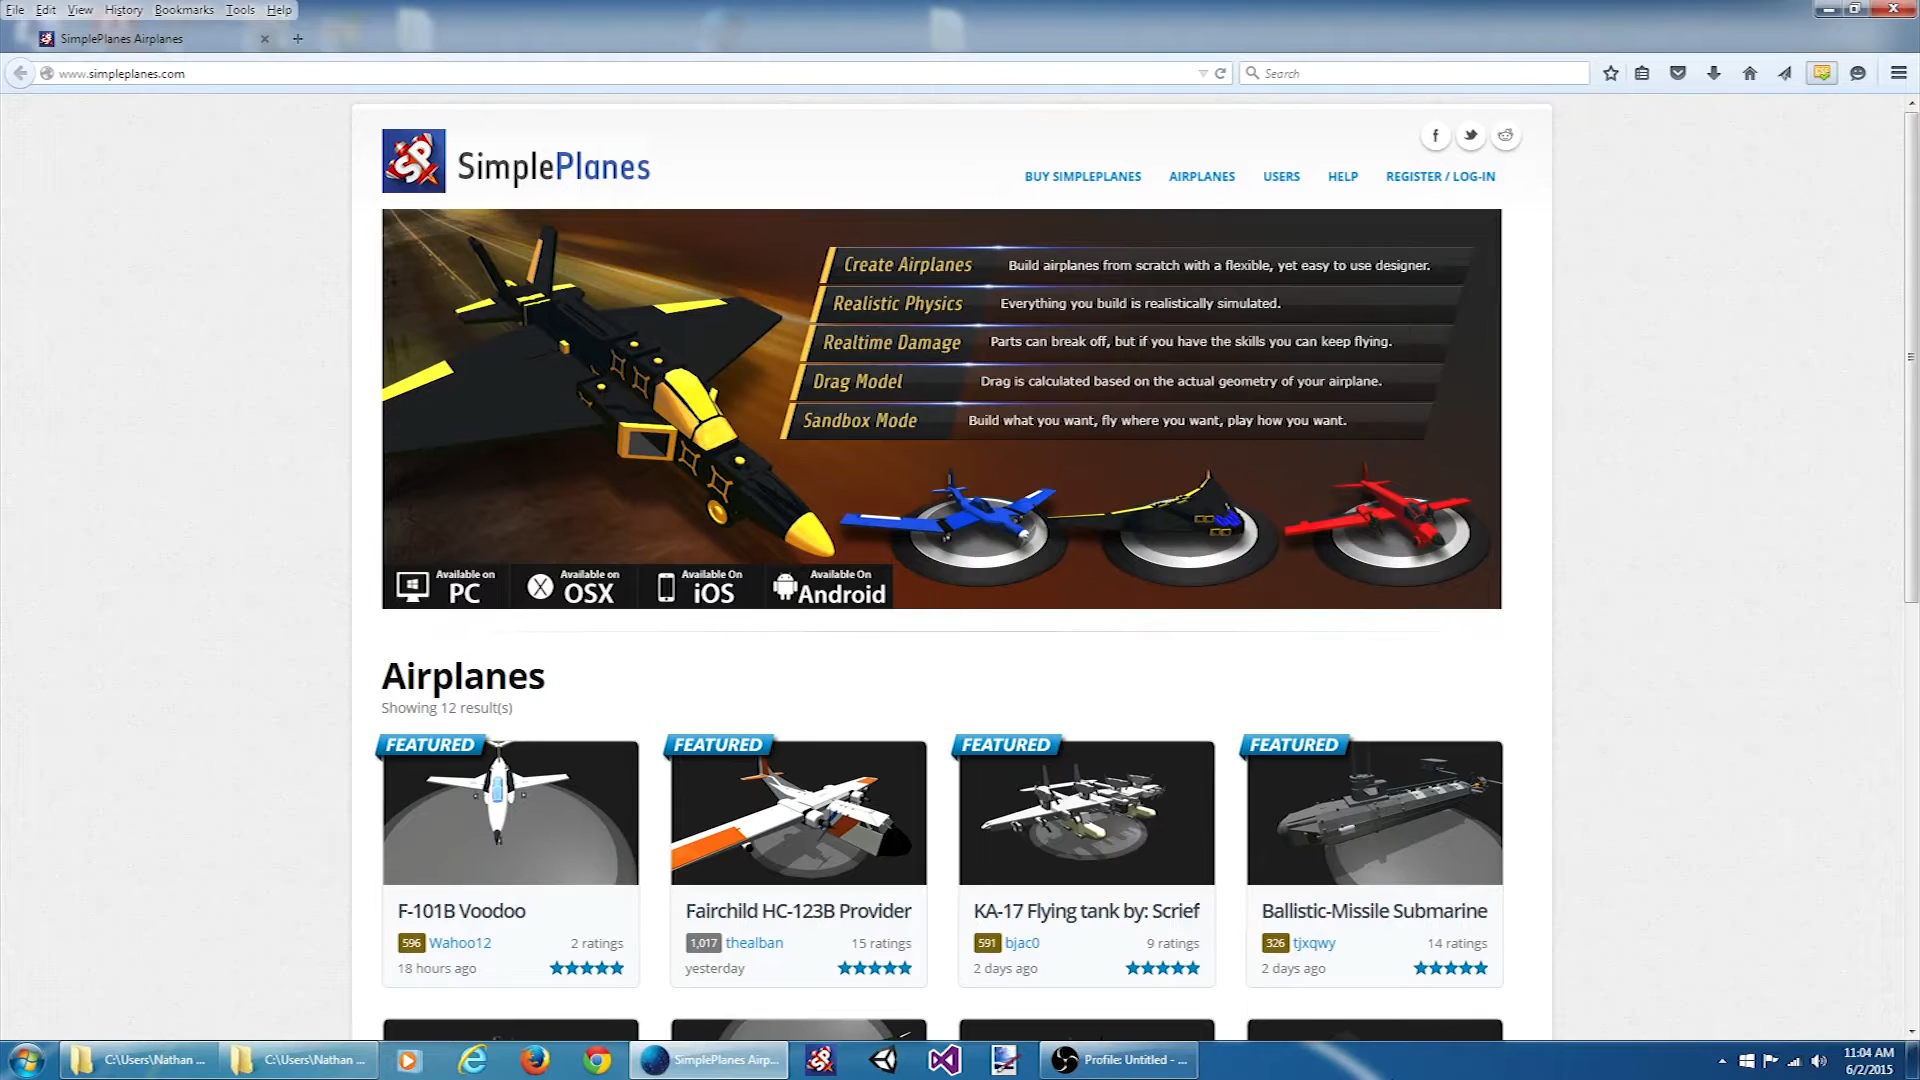 File Edit View History Bookmarks Tools Help
SimplePlanes Airplanes
www.simpleplanes.com
Search
SP SimplePlanes
BUY SIMPLEPLANES AIRPLANES USERS HELP REGISTER / LOG-IN
Create Airplanes Build airplanes from scratch with a flexible, yet easy to use designer.
Realistic Physics Everything you build is realistically simulated.
Realtime Damage Parts can break off, but if you have the skills you can keep flying.
Drag Model Drag is calculated based on the actual geometry of your airplane.
Sandbox Mode Build what you want, fly where you want, play how you want.
Available on PC
Available on OSX
Available On iOS
Available On Android
Airplanes
Showing 12 result(s)
FEATURED FEATURED FEATURED FEATURED
F-101B Voodoo
596 Wahoo12 2 ratings
18 hours ago
Fairchild HC-123B Provider
1,017 thealban 15 ratings
yesterday
KA-17 Flying tank by: Scrief
591 bjac0 9 ratings
2 days ago
Ballistic-Missile Submarine
326 tjxqwy 14 ratings
2 days ago
C:\Users\Nathan ... C:\Users\Nathan ... SimplePlanes Airp... SP Profile: Untitled - ...
11:04 AM
6/2/2015